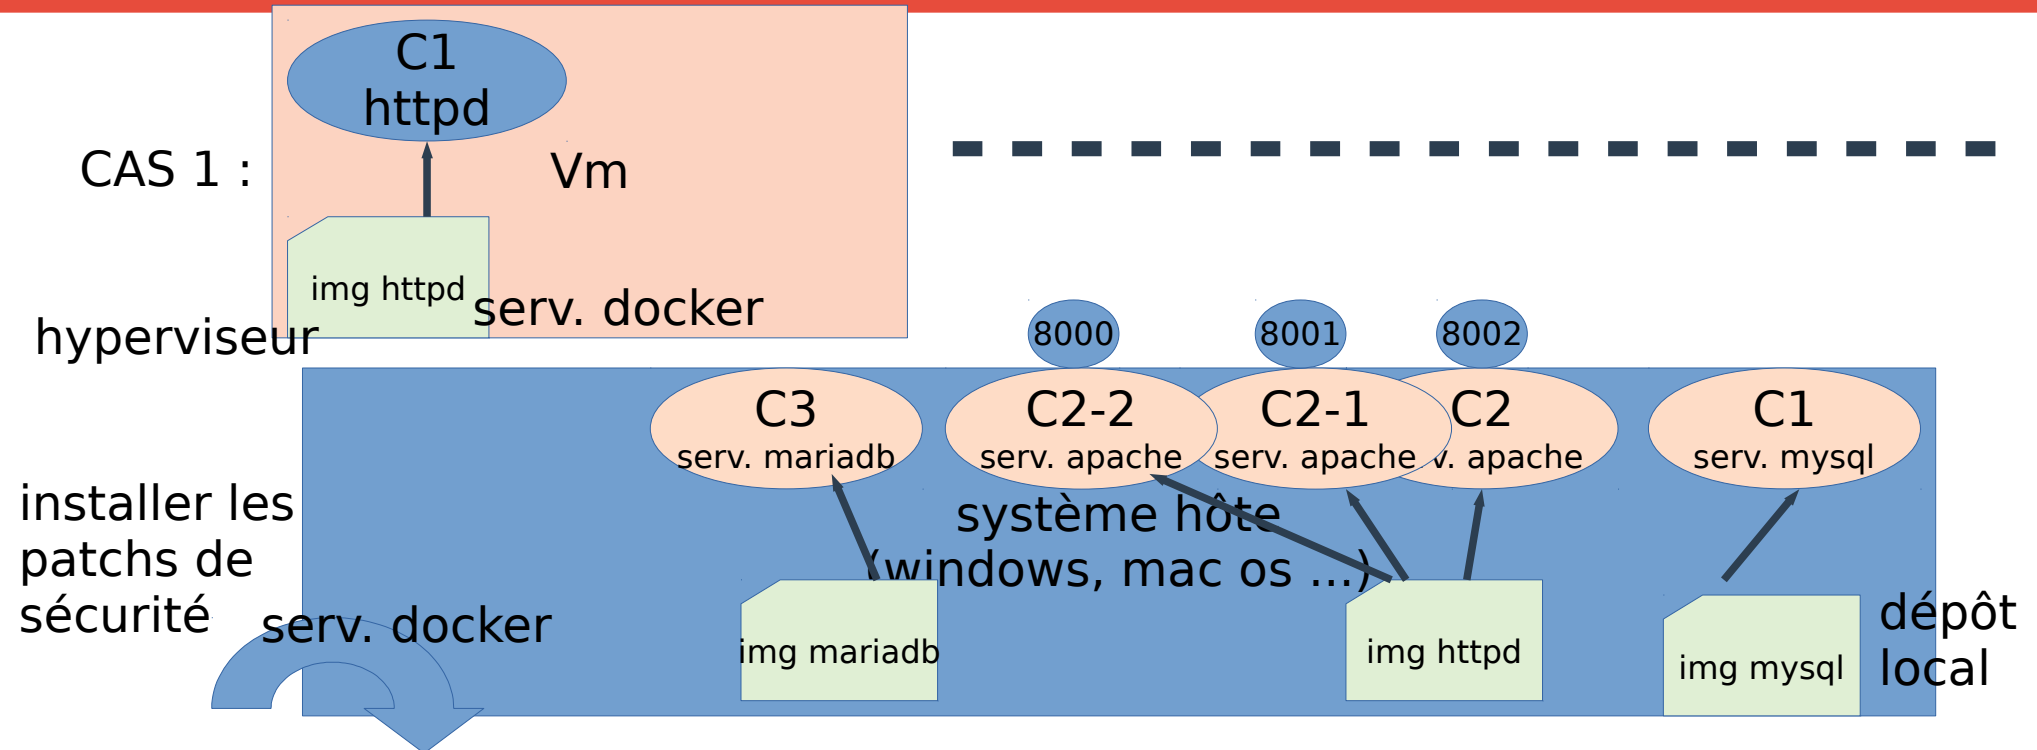 C1
httpd
CAS 1 :
Vm
img httpd
serv. docker
hyperviseur
8000
8001
8002
C3
serv. mariadb
C2-2
serv. apache
C2-1
serv. apache
C2
v. apache
C1
serv. mysql
système hôte
(windows, mac os ...)
installer les
patchs de
sécurité
serv. docker
img mariadb
img httpd
img mysql
dépôt
local